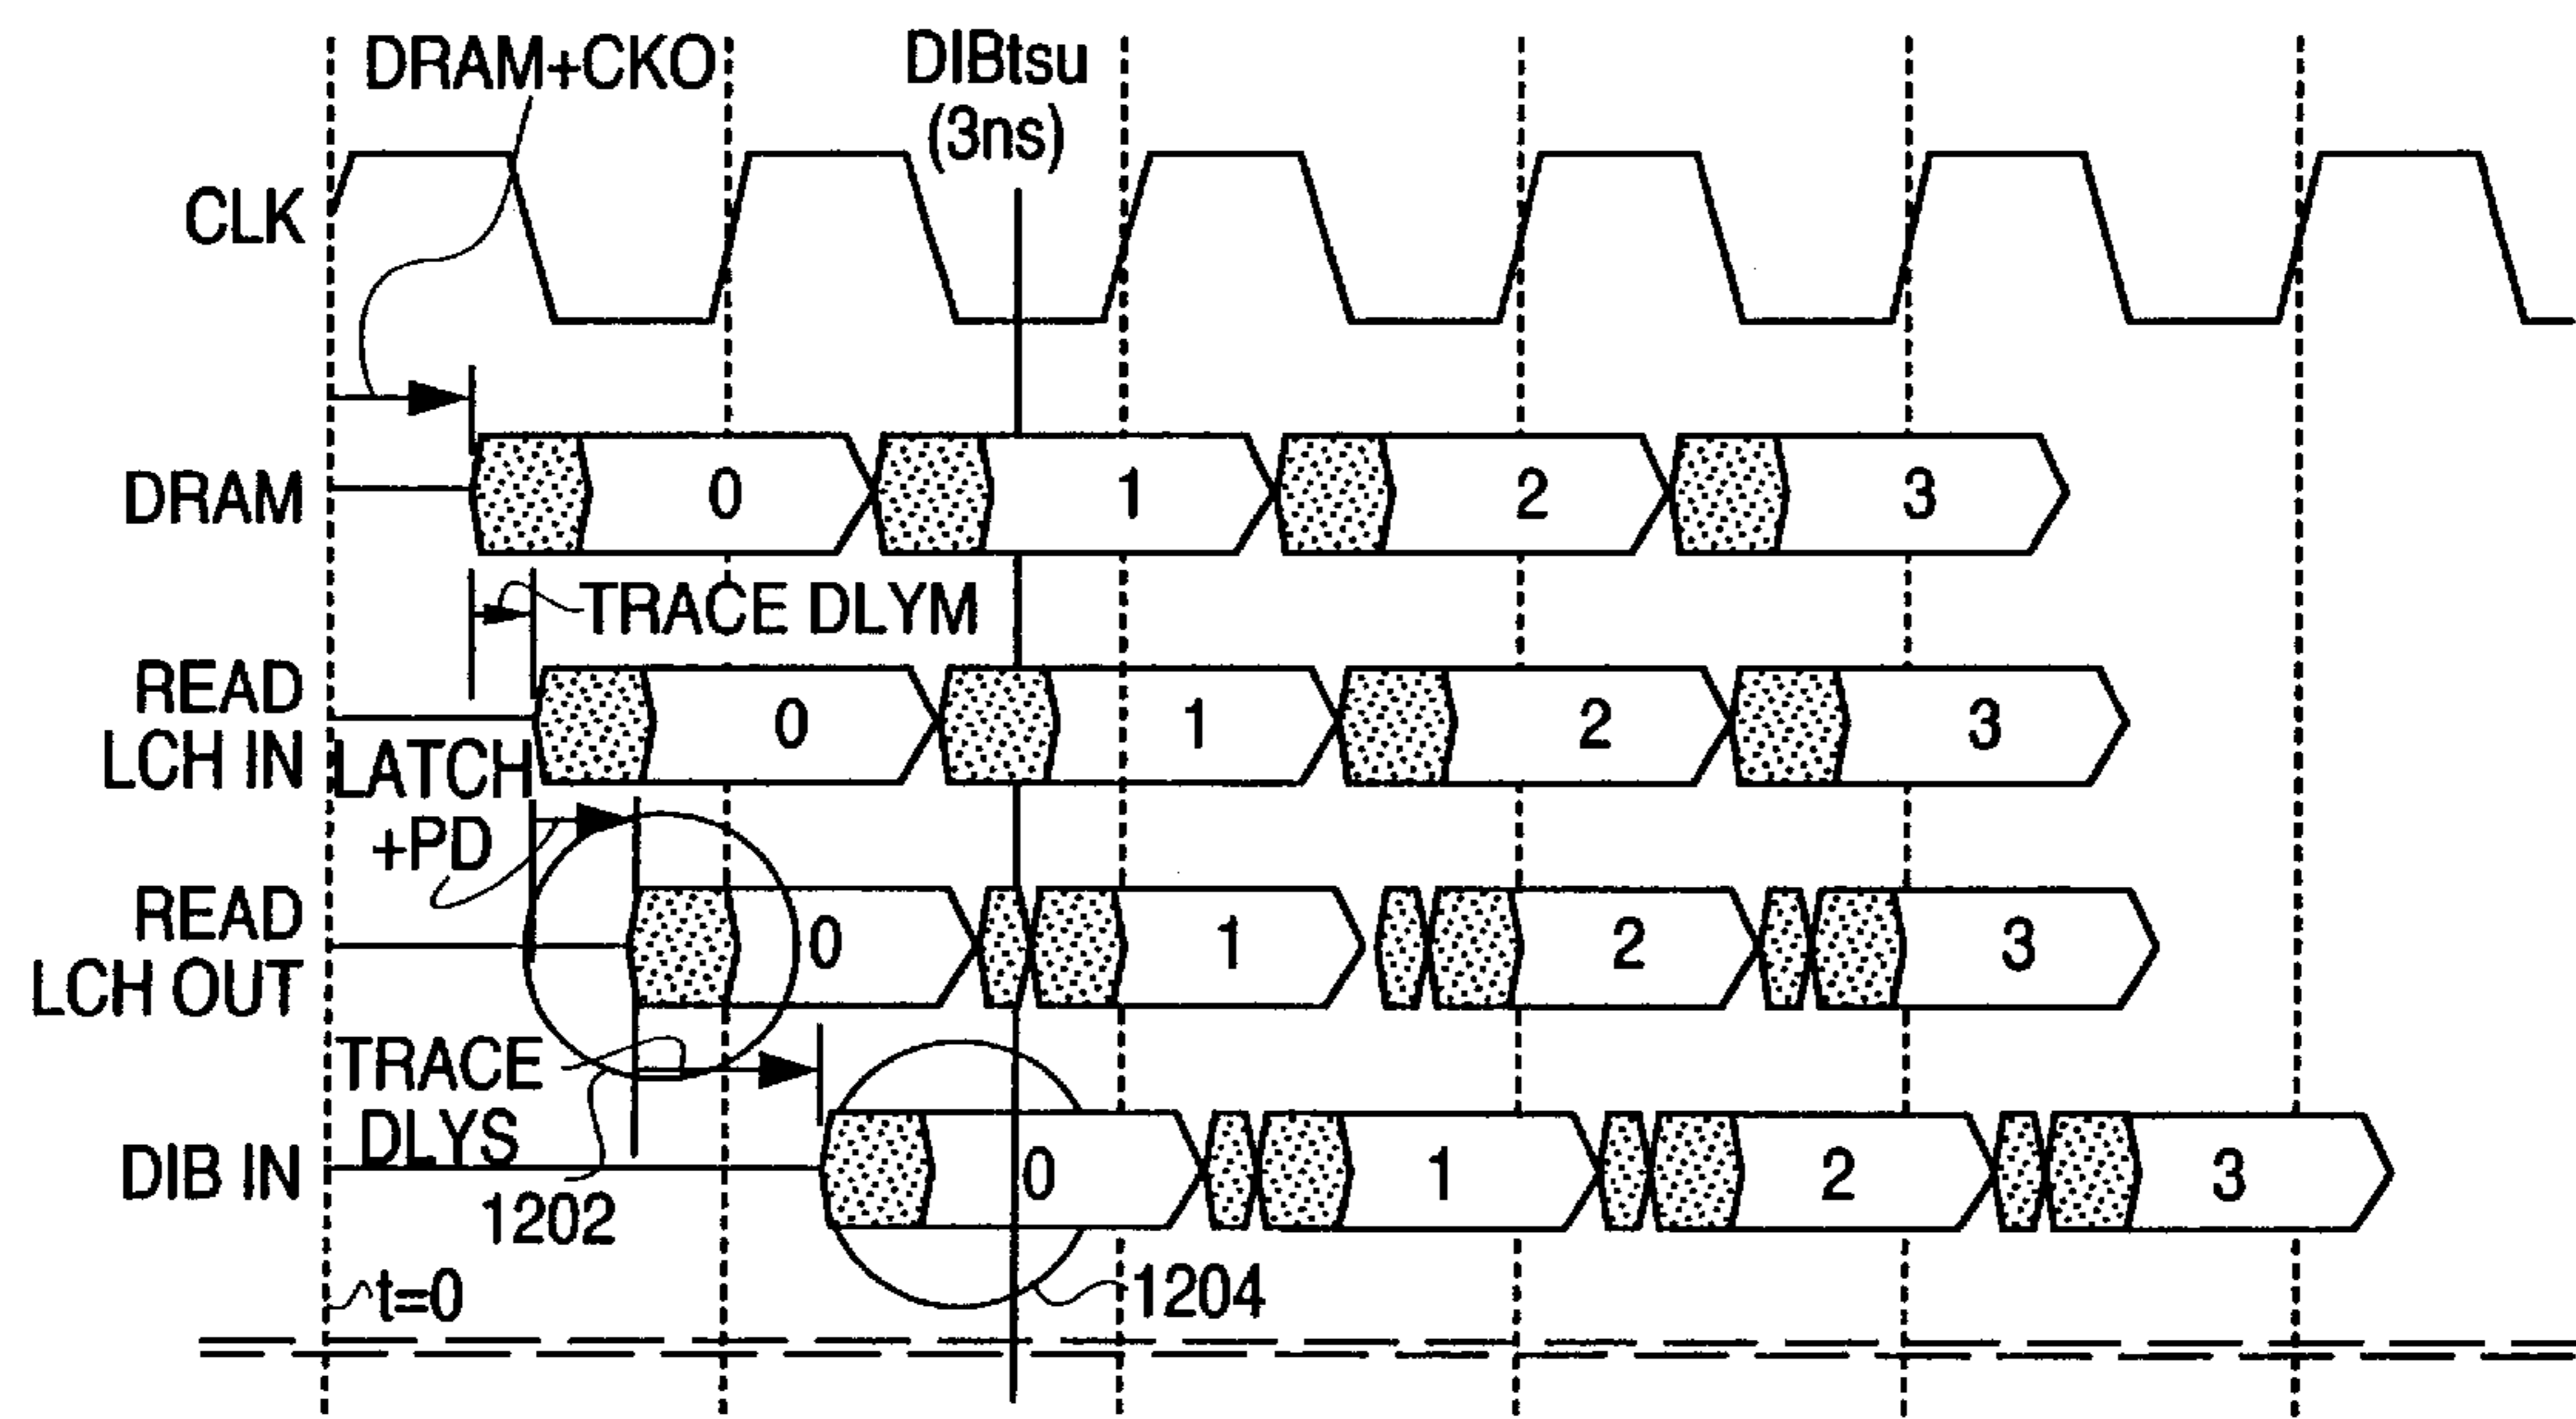 DRAM+CKO
DIBtsu
(3ns)
CLK
DRAM
0 1 2 3
TRACE DLYM
READ
LCH IN
0 1 2 3
LATCH
+PD
READ
LCH OUT
0 1 2 3
TRACE
DLYS
DIB IN
0 1 2 3
1202
t=0
1204